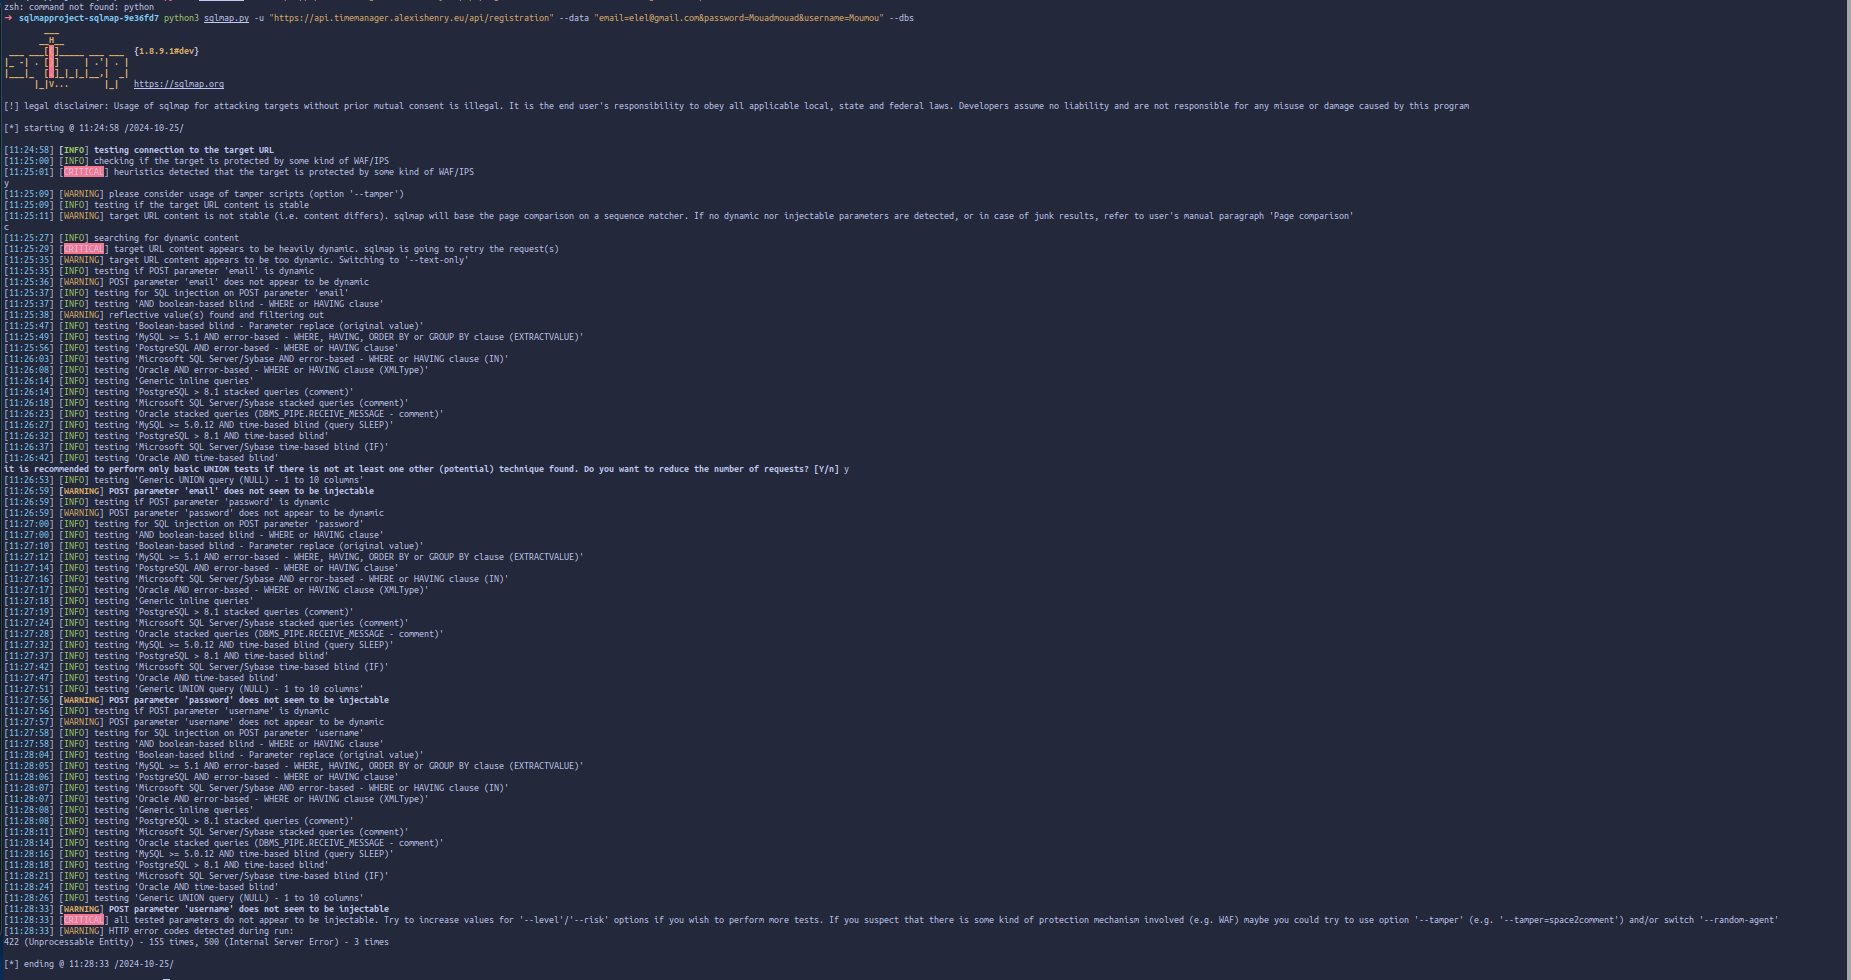 zsh: command not found: python
→ sqlmapproject-sqlmap-9e36fd7 python3 sqlmap.py -u "https://api.timemanager.alexishenry.eu/api/registration" --data "email=elel@gmail.com&password=Mouadmouad&username=Moumou" --dbs
___
__H__
___ ___[ ]_____ ___ ___  {1.8.9.1#dev}
|_ -| . [ ]     | .'| . |
|___|_  [ ]_|_|_|__,|  _|
|_|V...       |_|   https://sqlmap.org
[!] legal disclaimer: Usage of sqlmap for attacking targets without prior mutual consent is illegal. It is the end user's responsibility to obey all applicable local, state and federal laws. Developers assume no liability and are not responsible for any misuse or damage caused by this program
[*] starting @ 11:24:58 /2024-10-25/
[11:24:58] [INFO] testing connection to the target URL
[11:25:00] [INFO] checking if the target is protected by some kind of WAF/IPS
[11:25:01] [CRITICAL] heuristics detected that the target is protected by some kind of WAF/IPS
y
[11:25:09] [WARNING] please consider usage of tamper scripts (option '--tamper')
[11:25:09] [INFO] testing if the target URL content is stable
[11:25:11] [WARNING] target URL content is not stable (i.e. content differs). sqlmap will base the page comparison on a sequence matcher. If no dynamic nor injectable parameters are detected, or in case of junk results, refer to user's manual paragraph 'Page comparison'
c
[11:25:27] [INFO] searching for dynamic content
[11:25:29] [CRITICAL] target URL content appears to be heavily dynamic. sqlmap is going to retry the request(s)
[11:25:35] [WARNING] target URL content appears to be too dynamic. Switching to '--text-only'
[11:25:35] [INFO] testing if POST parameter 'email' is dynamic
[11:25:36] [WARNING] POST parameter 'email' does not appear to be dynamic
[11:25:37] [INFO] testing for SQL injection on POST parameter 'email'
[11:25:37] [INFO] testing 'AND boolean-based blind - WHERE or HAVING clause'
[11:25:38] [WARNING] reflective value(s) found and filtering out
[11:25:47] [INFO] testing 'Boolean-based blind - Parameter replace (original value)'
[11:25:49] [INFO] testing 'MySQL >= 5.1 AND error-based - WHERE, HAVING, ORDER BY or GROUP BY clause (EXTRACTVALUE)'
[11:25:56] [INFO] testing 'PostgreSQL AND error-based - WHERE or HAVING clause'
[11:26:03] [INFO] testing 'Microsoft SQL Server/Sybase AND error-based - WHERE or HAVING clause (IN)'
[11:26:08] [INFO] testing 'Oracle AND error-based - WHERE or HAVING clause (XMLType)'
[11:26:14] [INFO] testing 'Generic inline queries'
[11:26:14] [INFO] testing 'PostgreSQL > 8.1 stacked queries (comment)'
[11:26:18] [INFO] testing 'Microsoft SQL Server/Sybase stacked queries (comment)'
[11:26:23] [INFO] testing 'Oracle stacked queries (DBMS_PIPE.RECEIVE_MESSAGE - comment)'
[11:26:27] [INFO] testing 'MySQL >= 5.0.12 AND time-based blind (query SLEEP)'
[11:26:32] [INFO] testing 'PostgreSQL > 8.1 AND time-based blind'
[11:26:37] [INFO] testing 'Microsoft SQL Server/Sybase time-based blind (IF)'
[11:26:42] [INFO] testing 'Oracle AND time-based blind'
it is recommended to perform only basic UNION tests if there is not at least one other (potential) technique found. Do you want to reduce the number of requests? [Y/n] y
[11:26:53] [INFO] testing 'Generic UNION query (NULL) - 1 to 10 columns'
[11:26:59] [WARNING] POST parameter 'email' does not seem to be injectable
[11:26:59] [INFO] testing if POST parameter 'password' is dynamic
[11:26:59] [WARNING] POST parameter 'password' does not appear to be dynamic
[11:27:00] [INFO] testing for SQL injection on POST parameter 'password'
[11:27:00] [INFO] testing 'AND boolean-based blind - WHERE or HAVING clause'
[11:27:10] [INFO] testing 'Boolean-based blind - Parameter replace (original value)'
[11:27:12] [INFO] testing 'MySQL >= 5.1 AND error-based - WHERE, HAVING, ORDER BY or GROUP BY clause (EXTRACTVALUE)'
[11:27:14] [INFO] testing 'PostgreSQL AND error-based - WHERE or HAVING clause'
[11:27:16] [INFO] testing 'Microsoft SQL Server/Sybase AND error-based - WHERE or HAVING clause (IN)'
[11:27:17] [INFO] testing 'Oracle AND error-based - WHERE or HAVING clause (XMLType)'
[11:27:18] [INFO] testing 'Generic inline queries'
[11:27:19] [INFO] testing 'PostgreSQL > 8.1 stacked queries (comment)'
[11:27:24] [INFO] testing 'Microsoft SQL Server/Sybase stacked queries (comment)'
[11:27:28] [INFO] testing 'Oracle stacked queries (DBMS_PIPE.RECEIVE_MESSAGE - comment)'
[11:27:32] [INFO] testing 'MySQL >= 5.0.12 AND time-based blind (query SLEEP)'
[11:27:37] [INFO] testing 'PostgreSQL > 8.1 AND time-based blind'
[11:27:42] [INFO] testing 'Microsoft SQL Server/Sybase time-based blind (IF)'
[11:27:47] [INFO] testing 'Oracle AND time-based blind'
[11:27:51] [INFO] testing 'Generic UNION query (NULL) - 1 to 10 columns'
[11:27:56] [WARNING] POST parameter 'password' does not seem to be injectable
[11:27:56] [INFO] testing if POST parameter 'username' is dynamic
[11:27:57] [WARNING] POST parameter 'username' does not appear to be dynamic
[11:27:58] [INFO] testing for SQL injection on POST parameter 'username'
[11:27:58] [INFO] testing 'AND boolean-based blind - WHERE or HAVING clause'
[11:28:04] [INFO] testing 'Boolean-based blind - Parameter replace (original value)'
[11:28:05] [INFO] testing 'MySQL >= 5.1 AND error-based - WHERE, HAVING, ORDER BY or GROUP BY clause (EXTRACTVALUE)'
[11:28:06] [INFO] testing 'PostgreSQL AND error-based - WHERE or HAVING clause'
[11:28:07] [INFO] testing 'Microsoft SQL Server/Sybase AND error-based - WHERE or HAVING clause (IN)'
[11:28:07] [INFO] testing 'Oracle AND error-based - WHERE or HAVING clause (XMLType)'
[11:28:08] [INFO] testing 'Generic inline queries'
[11:28:08] [INFO] testing 'PostgreSQL > 8.1 stacked queries (comment)'
[11:28:11] [INFO] testing 'Microsoft SQL Server/Sybase stacked queries (comment)'
[11:28:14] [INFO] testing 'Oracle stacked queries (DBMS_PIPE.RECEIVE_MESSAGE - comment)'
[11:28:16] [INFO] testing 'MySQL >= 5.0.12 AND time-based blind (query SLEEP)'
[11:28:18] [INFO] testing 'PostgreSQL > 8.1 AND time-based blind'
[11:28:21] [INFO] testing 'Microsoft SQL Server/Sybase time-based blind (IF)'
[11:28:24] [INFO] testing 'Oracle AND time-based blind'
[11:28:26] [INFO] testing 'Generic UNION query (NULL) - 1 to 10 columns'
[11:28:33] [WARNING] POST parameter 'username' does not seem to be injectable
[11:28:33] [CRITICAL] all tested parameters do not appear to be injectable. Try to increase values for '--level'/'--risk' options if you wish to perform more tests. If you suspect that there is some kind of protection mechanism involved (e.g. WAF) maybe you could try to use option '--tamper' (e.g. '--tamper=space2comment') and/or switch '--random-agent'
[11:28:33] [WARNING] HTTP error codes detected during run:
422 (Unprocessable Entity) - 155 times, 500 (Internal Server Error) - 3 times
[*] ending @ 11:28:33 /2024-10-25/